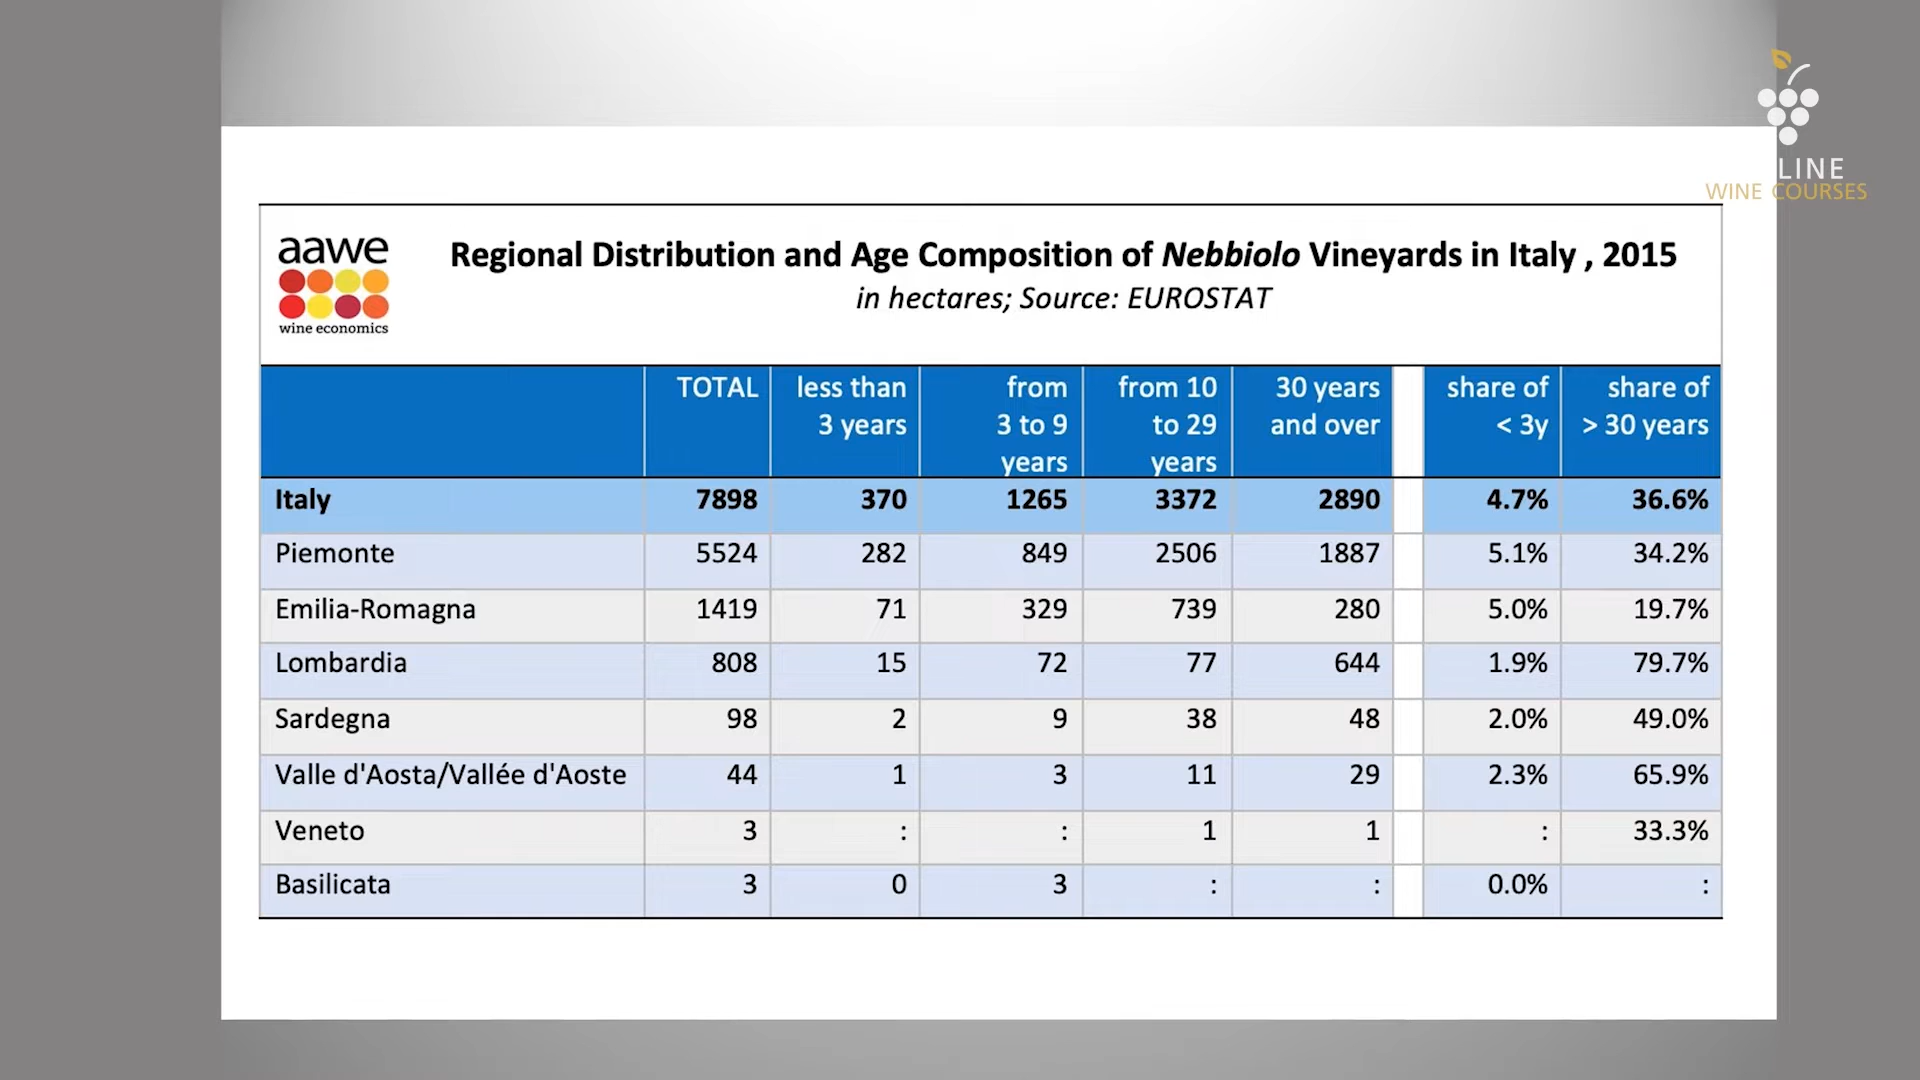 LINE
WINE COURSES
aawe
wine economics
Regional Distribution and Age Composition of Nebbiolo Vineyards in Italy , 2015
in hectares; Source: EUROSTAT
TOTAL less than 3 years from 3 to 9 years from 10 to 29 years 30 years and over share of < 3y share of > 30 years
Italy 7898 370 1265 3372 2890 4.7% 36.6%
Piemonte 5524 282 849 2506 1887 5.1% 34.2%
Emilia-Romagna 1419 71 329 739 280 5.0% 19.7%
Lombardia 808 15 72 77 644 1.9% 79.7%
Sardegna 98 2 9 38 48 2.0% 49.0%
Valle d'Aosta/Vallée d'Aoste 44 1 3 11 29 2.3% 65.9%
Veneto 3 : : 1 1 : 33.3%
Basilicata 3 0 3 : : 0.0% :